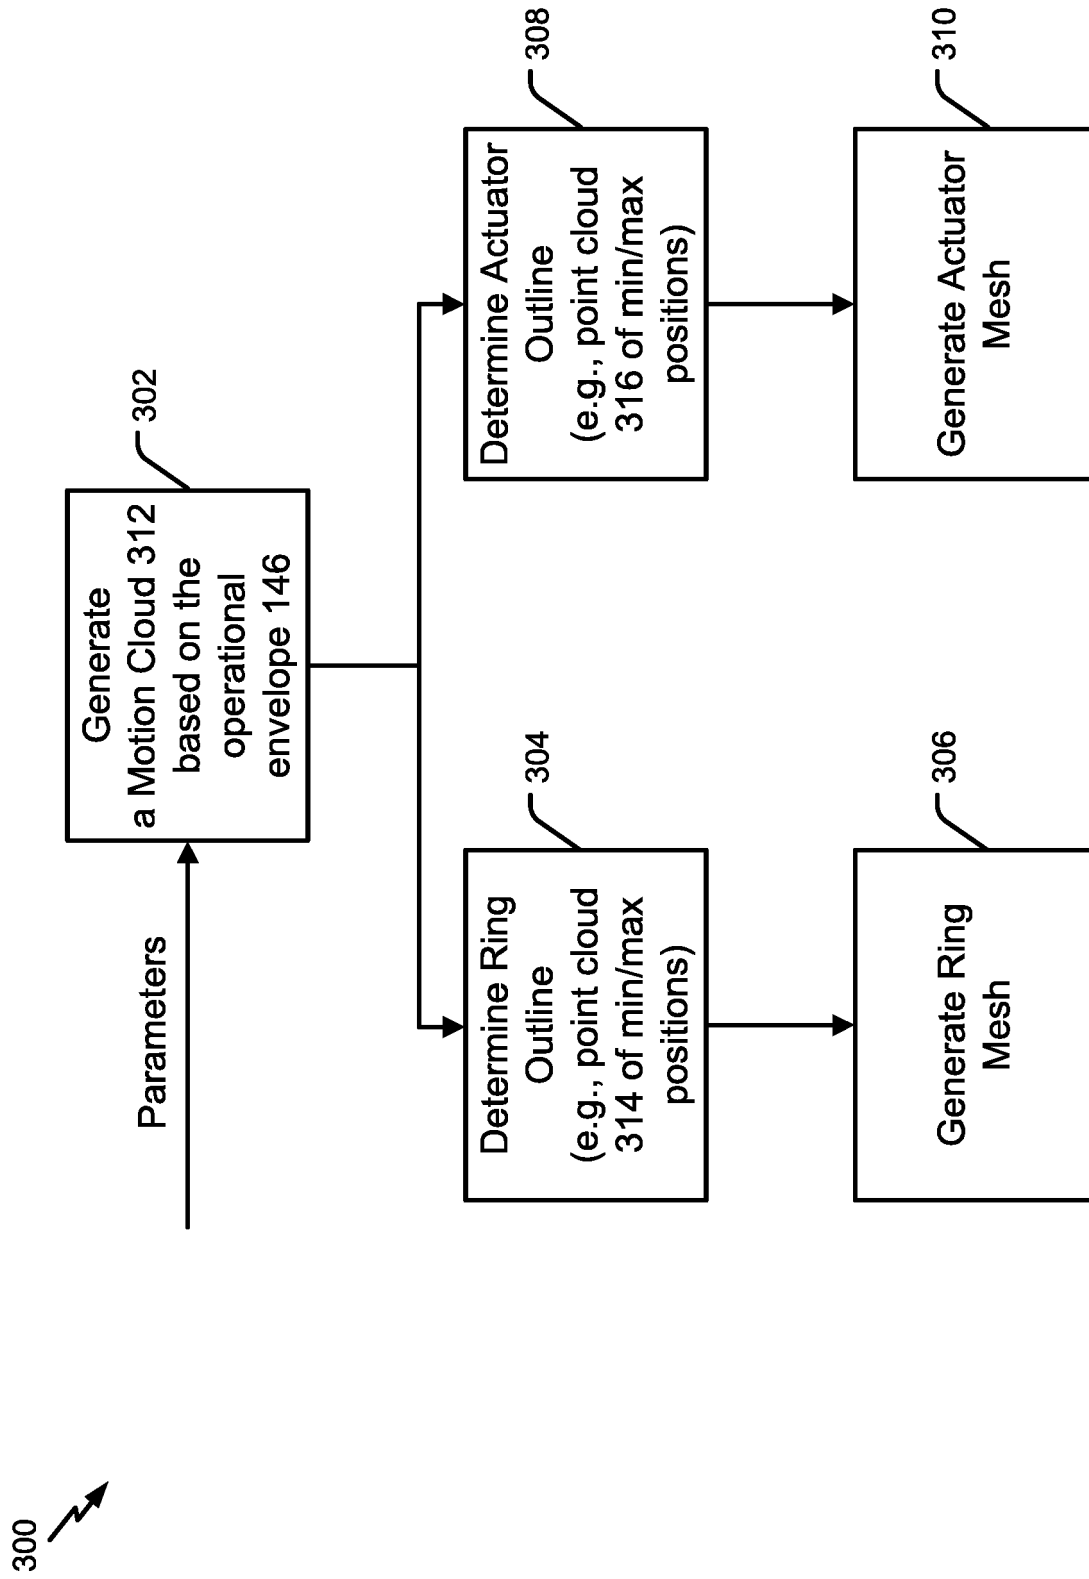 300
Parameters
Generate
a Motion Cloud 312
based on the
operational
envelope 146
302
Determine Ring
Outline
(e.g., point cloud
314 of min/max
positions)
304
Determine Actuator
Outline
(e.g., point cloud
316 of min/max
positions)
308
Generate Ring
Mesh
306
Generate Actuator
Mesh
310